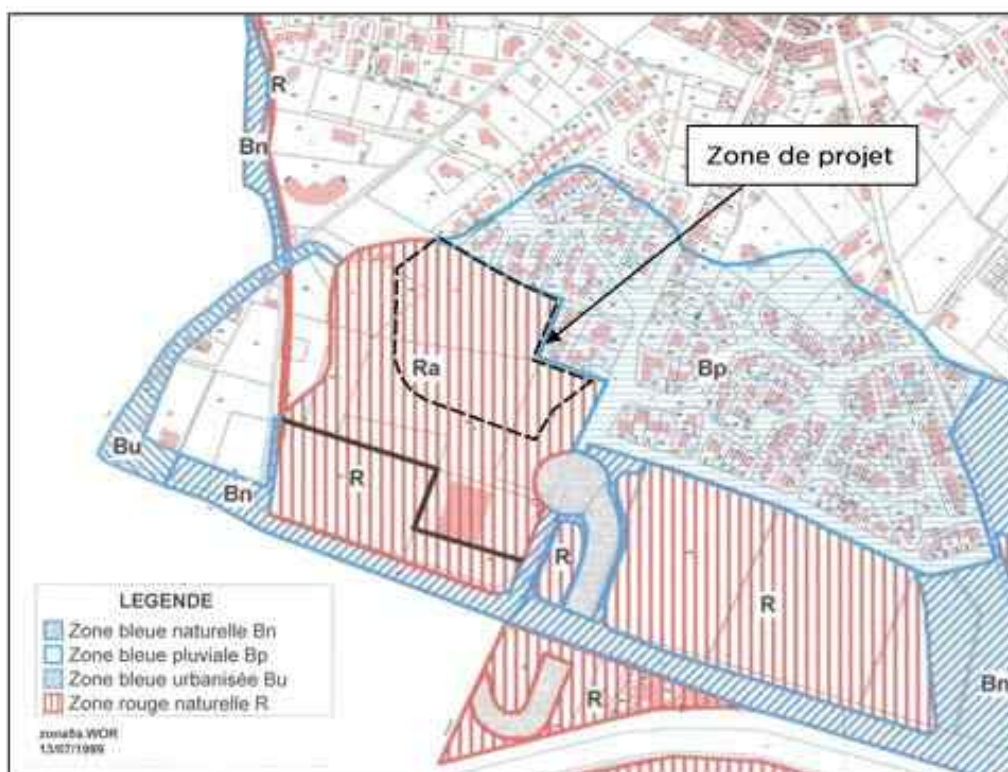 R
Bn
Zone de projet
Ra
Bp
Bu
Bn
R
R
R
R
Bn
LEGENDE
Zone bleue naturelle Bn
Zone bleue pluviale Bp
Zone bleue urbanisée Bu
Zone rouge naturelle R
13/07/1999